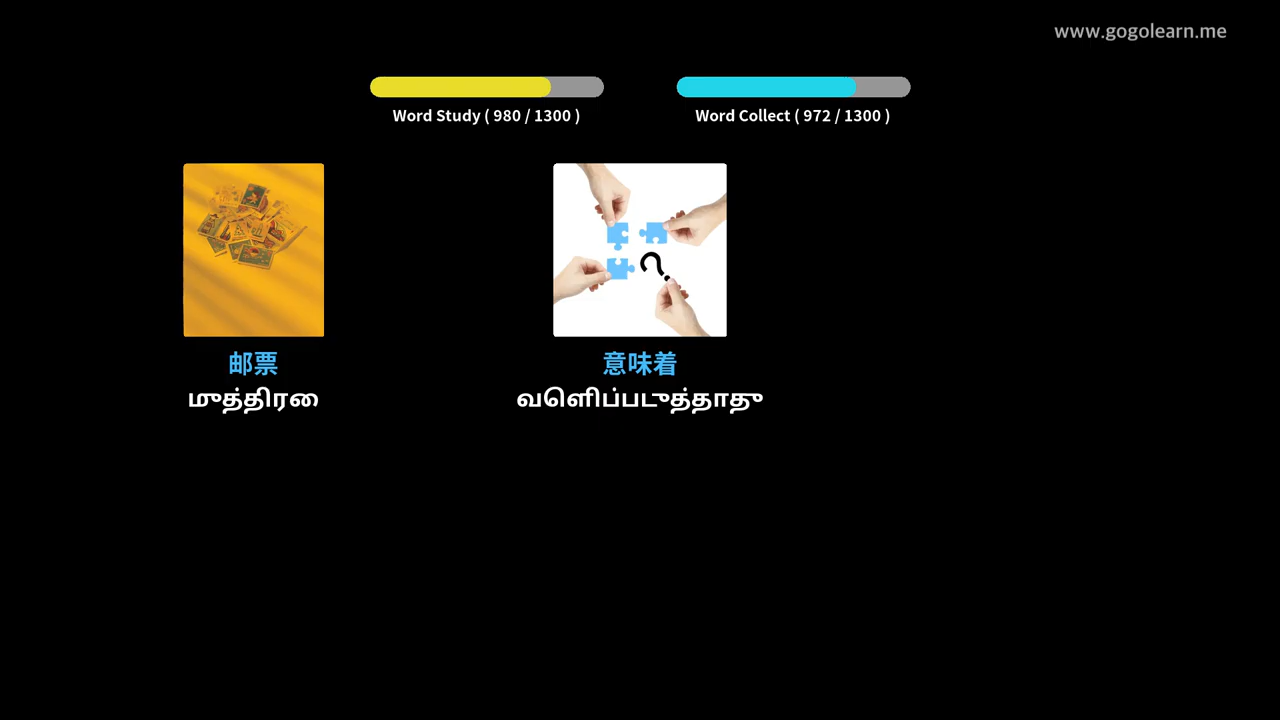 www.gogolearn.me
Word Study ( 980 / 1300 )
Word Collect ( 972 / 1300 )
邮票
முத்திரை
意味着
வெளிப்படுத்தாது